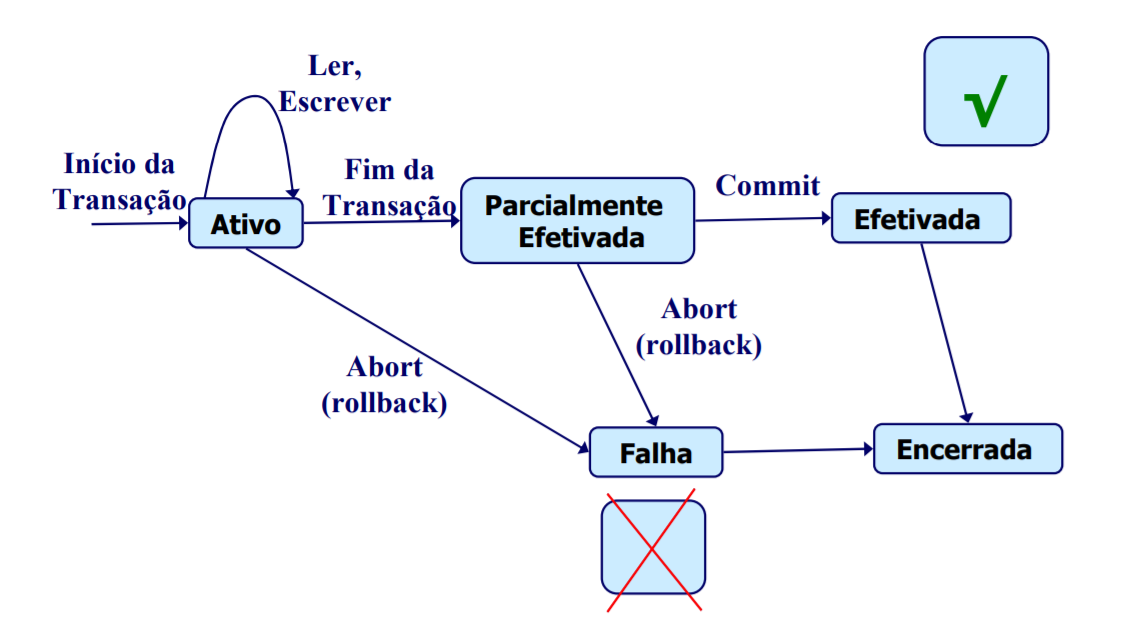 Ler,
Escrever
Início da
Transação
Ativo
Fim da
Transação
Parcialmente
Efetivada
Commit
Efetivada
√
Abort
(rollback)
Abort
(rollback)
Falha
Encerrada